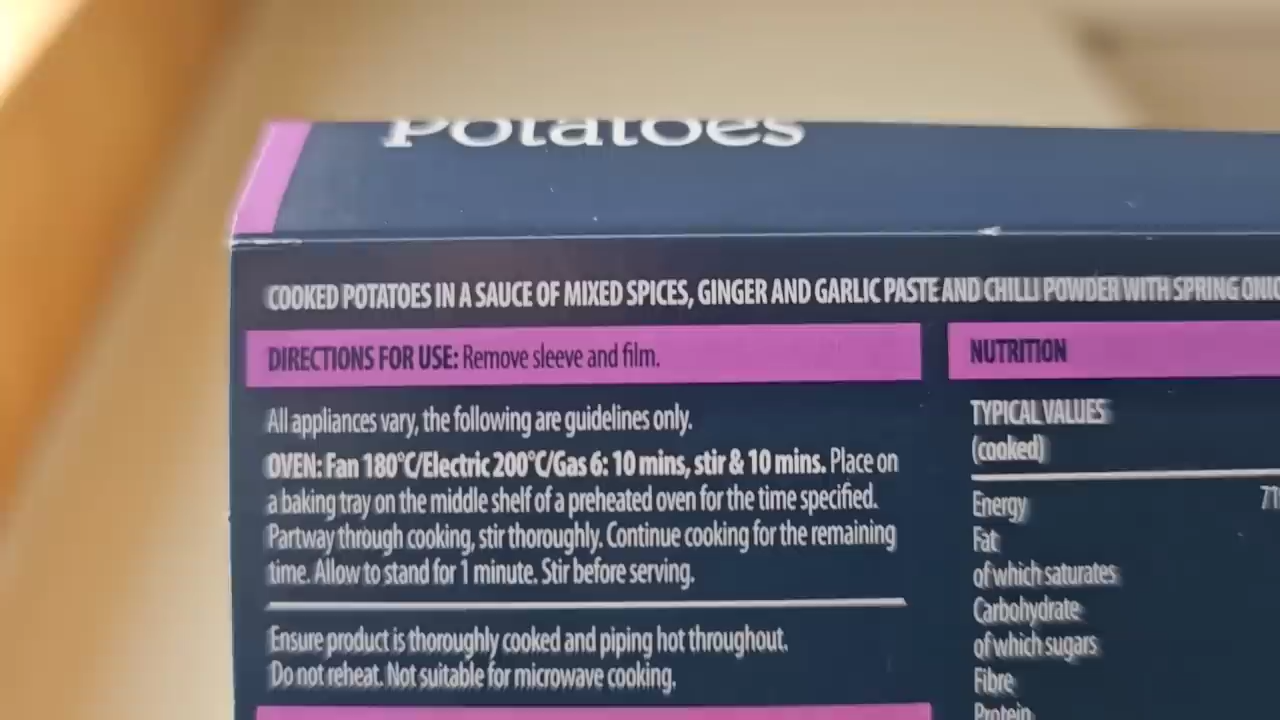 Potatoes
COOKED POTATOES IN A SAUCE OF MIXED SPICES, GINGER AND GARLIC PASTE AND CHILLI POWDER WITH SPRING
DIRECTIONS FOR USE: Remove sleeve and film.
All appliances vary, the following are guidelines only.
OVEN: Fan 180°C/Electric 200°C/Gas 6: 10 mins, stir & 10 mins. Place on
a baking tray on the middle shelf of a preheated oven for the time specified.
Partway through cooking, stir thoroughly. Continue cooking for the remaining
time. Allow to stand for 1 minute. Stir before serving.
Ensure product is thoroughly cooked and piping hot throughout.
Do not reheat. Not suitable for microwave cooking.
NUTRITION
TYPICAL VALUES
(cooked)
Energy
Fat
of which saturates
Carbohydrate
of which sugars
Fibre
Protein